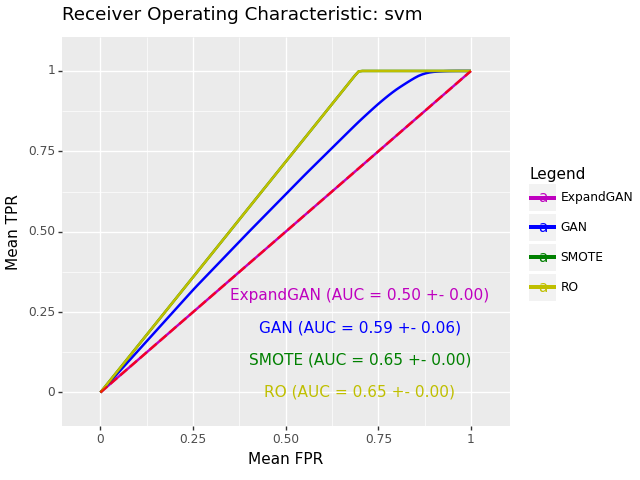 Receiver Operating Characteristic: svm
1
0.75
0.50
0.25
0
Mean TPR
ExpandGAN (AUC = 0.50 +- 0.00)
GAN (AUC = 0.59 +- 0.06)
SMOTE (AUC = 0.65 +- 0.00)
RO (AUC = 0.65 +- 0.00)
0 0.25 0.50 0.75 1
Mean FPR
Legend
a ExpandGAN
a GAN
a SMOTE
a RO